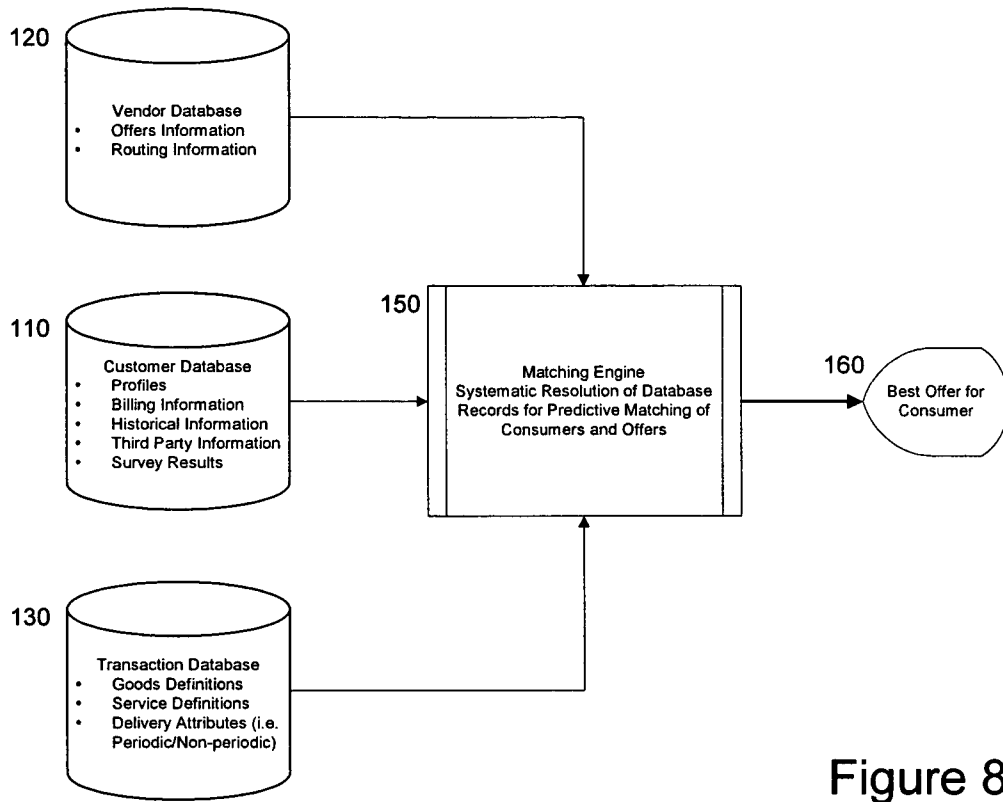 120
Vendor Database
• Offers Information
• Routing Information
110
Customer Database
• Profiles
• Billing Information
• Historical Information
• Third Party Information
• Survey Results
150
Matching Engine
Systematic Resolution of Database
Records for Predictive Matching of
Consumers and Offers
160
Best Offer for
Consumer
130
Transaction Database
• Goods Definitions
• Service Definitions
• Delivery Attributes (i.e.
Periodic/Non-periodic)
Figure 8